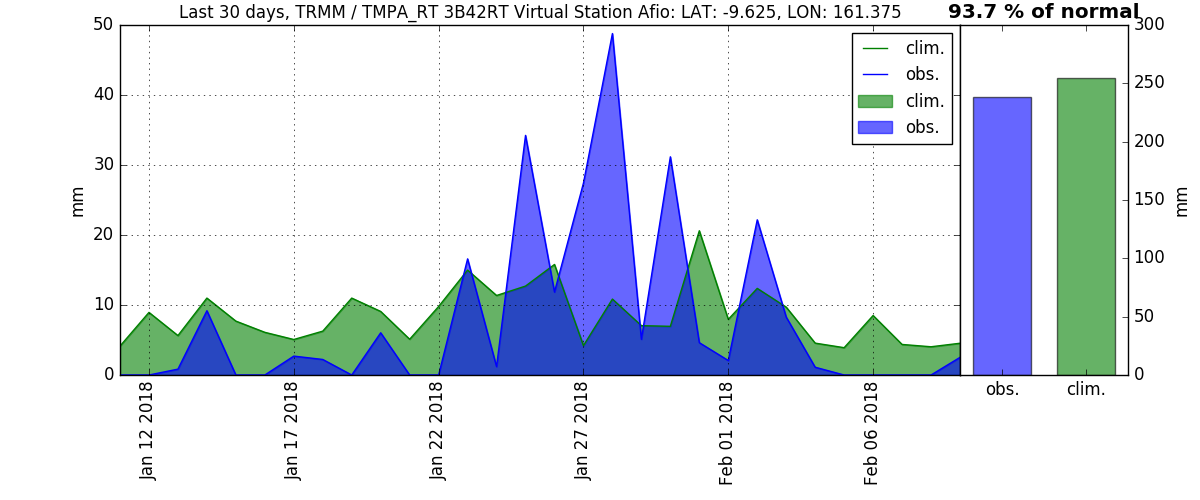 Last 30 days, TRMM / TMPA_RT 3B42RT Virtual Station Afio: LAT: -9.625, LON: 161.375
93.7 % of normal
50
40
30
20
10
0
mm
clim.
obs.
clim.
obs.
Jan 12 2018
Jan 17 2018
Jan 22 2018
Jan 27 2018
Feb 01 2018
Feb 06 2018
300
250
200
150
100
50
0
mm
obs.
clim.